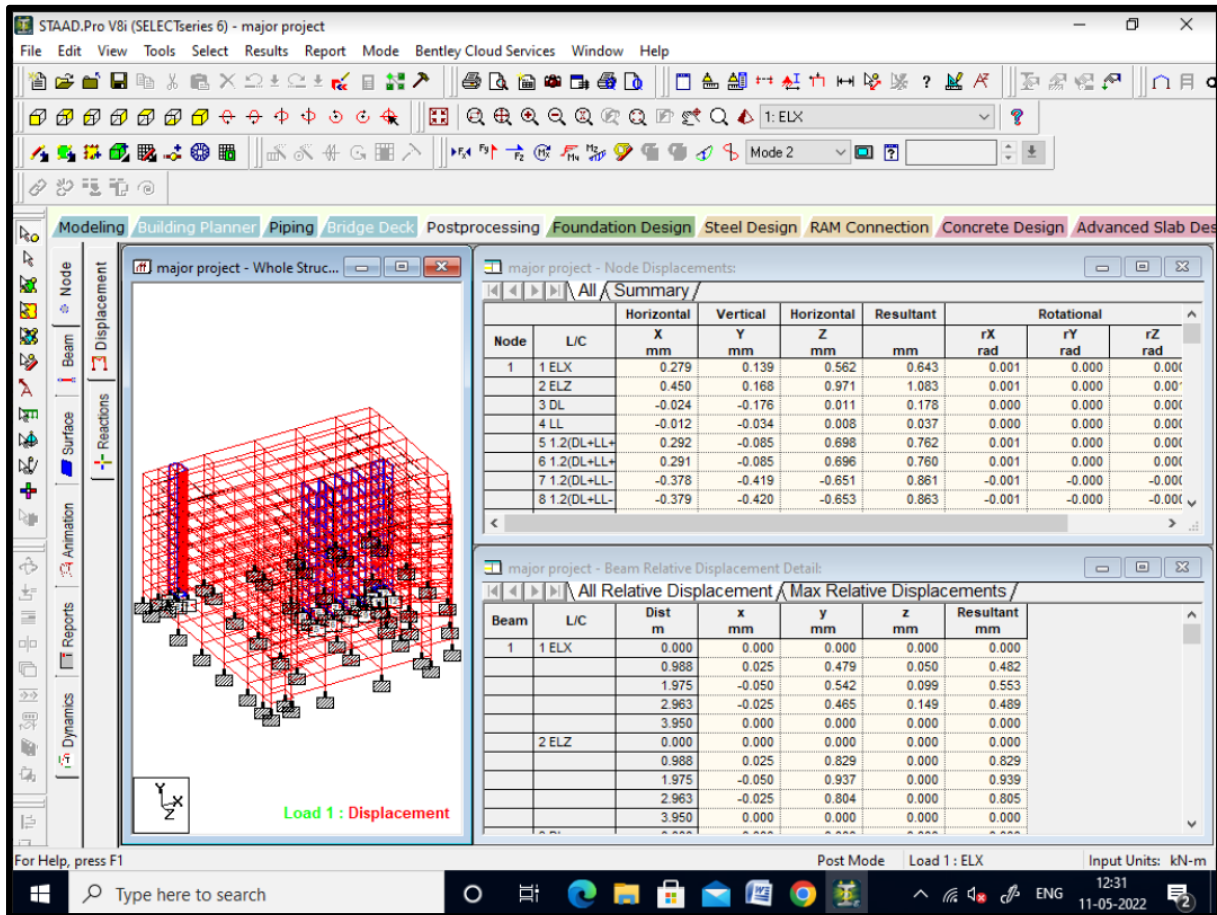 STAAD.Pro V8i (SELECTseries 6) - major project
File Edit View Tools Select Results Report Mode Bentley Cloud Services Window Help
1: ELX
Mode 2
Modeling Building Planner Piping Bridge Deck Postprocessing Foundation Design Steel Design RAM Connection Concrete Design Advanced Slab Des
Node
Beam
Surface
Animation
Reports
Dynamics
Displacement
Reactions
major project - Whole Struc...
Y
X
Z
Load 1 : Displacement
major project - Node Displacements:
All Summary
Horizontal Vertical Horizontal Resultant Rotational
Node L/C X mm Y mm Z mm mm rX rad rY rad rZ rad
1 1 ELX 0.279 0.139 0.562 0.643 0.001 0.000 0.000
2 ELZ 0.450 0.168 0.971 1.083 0.001 0.000 0.00
3 DL -0.024 -0.176 0.011 0.178 0.000 0.000 0.000
4 LL -0.012 -0.034 0.008 0.037 0.000 0.000 0.000
5 1.2(DL+LL+ 0.292 -0.085 0.698 0.762 0.001 0.000 0.000
6 1.2(DL+LL+ 0.291 -0.085 0.696 0.760 0.001 0.000 0.000
7 1.2(DL+LL- -0.378 -0.419 -0.651 0.861 -0.001 -0.000 -0.000
8 1.2(DL+LL- -0.379 -0.420 -0.653 0.863 -0.001 -0.000 -0.000
major project - Beam Relative Displacement Detail:
All Relative Displacement Max Relative Displacements
Beam L/C Dist m x mm y mm z mm Resultant mm
1 1 ELX 0.000 0.000 0.000 0.000 0.000
0.988 0.025 0.479 0.050 0.482
1.975 -0.050 0.542 0.099 0.553
2.963 -0.025 0.465 0.149 0.489
3.950 0.000 0.000 0.000 0.000
2 ELZ 0.000 0.000 0.000 0.000 0.000
0.988 0.025 0.829 0.000 0.829
1.975 -0.050 0.937 0.000 0.939
2.963 -0.025 0.804 0.000 0.805
3.950 0.000 0.000 0.000 0.000
For Help, press F1
Post Mode Load 1 : ELX Input Units: kN-m
Type here to search
ENG
12:31
11-05-2022
2